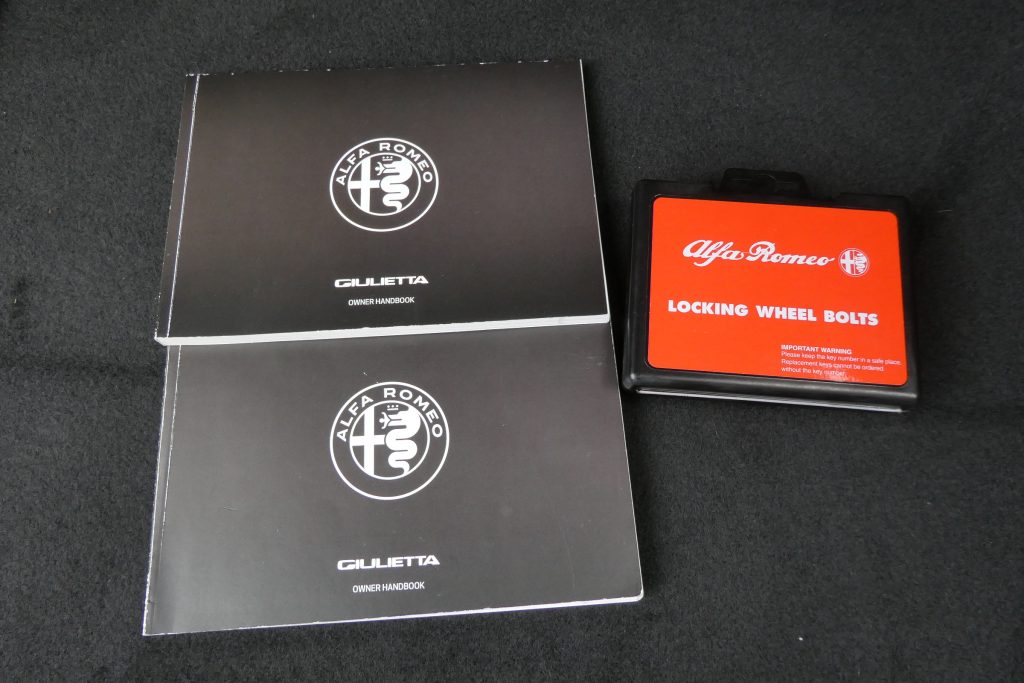 ALFA ROMEO
GIULIETTA
OWNER HANDBOOK
ALFA ROMEO
GIULIETTA
OWNER HANDBOOK
Alfa Romeo
LOCKING WHEEL BOLTS
IMPORTANT WARNING
Please keep the key number in a safe place.
Replacement keys cannot be ordered
without the key number.